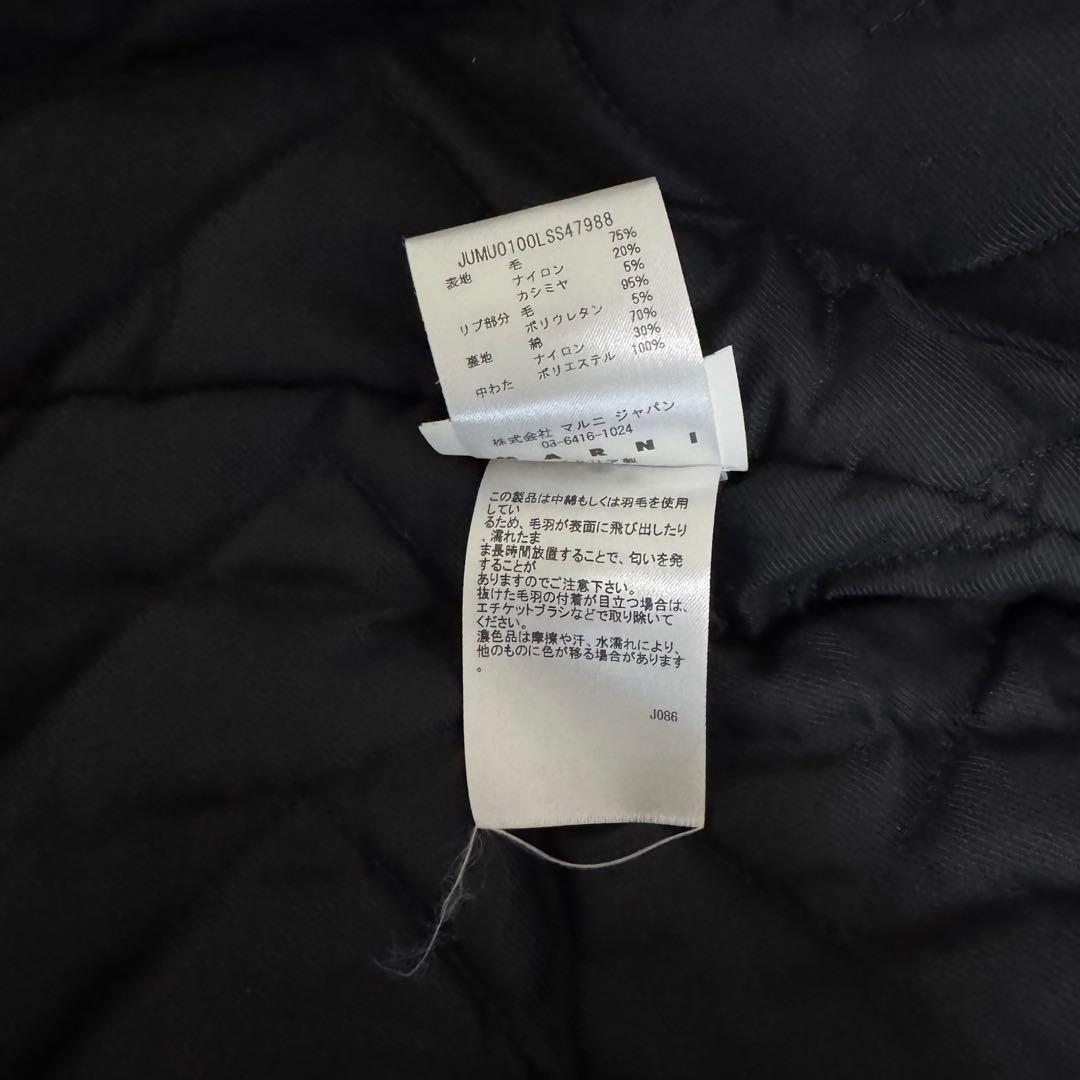 JUMU0100LSS47988
表地 毛 75%
ナイロン 20%
カシミヤ 5%
リブ部分 毛 95%
ポリウレタン 5%
裏地 綿 70%
ナイロン 30%
中わた ポリエステル 100%
株式会社 マルニ ジャパン
03-6416-1024
MARNI
この製品は中綿もしくは羽毛を使用
してい
るため、毛羽が表面に飛び出したり
、濡れたま
ま長時間放置することで、匂いを発
することが
ありますのでご注意下さい。
抜けた毛羽の付着が目立つ場合は、
エチケットブラシなどで取り除いて
ください。
濃色品は摩擦や汗、水濡れにより、
他のものに色が移る場合があります
。
J086